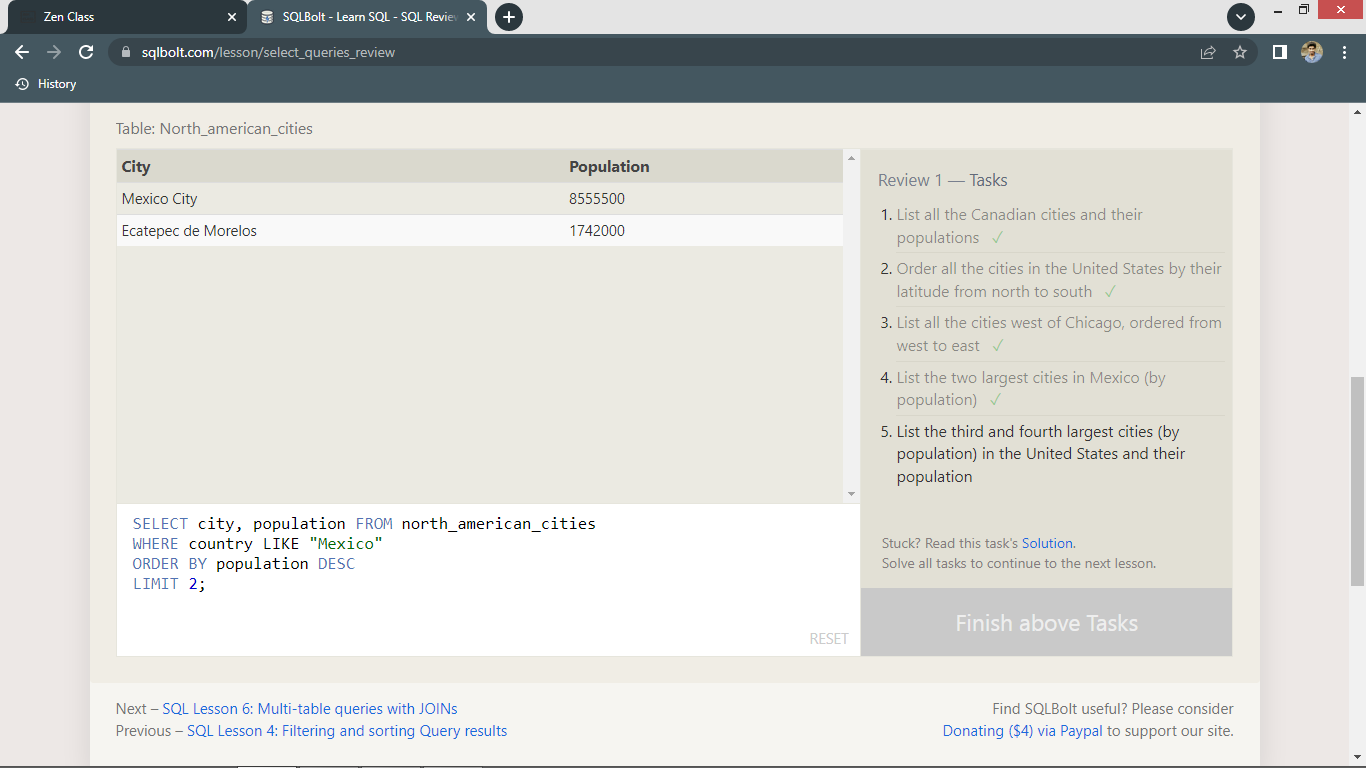 Zen Class
SQLBolt - Learn SQL - SQL Revie
sqlbolt.com/lesson/select_queries_review
History
Table: North_american_cities
City Population
Mexico City 8555500
Ecatepec de Morelos 1742000
SELECT city, population FROM north_american_cities
WHERE country LIKE "Mexico"
ORDER BY population DESC
LIMIT 2;
RESET
Review 1 — Tasks
1. List all the Canadian cities and their
populations ✓
2. Order all the cities in the United States by their
latitude from north to south ✓
3. List all the cities west of Chicago, ordered from
west to east ✓
4. List the two largest cities in Mexico (by
population) ✓
5. List the third and fourth largest cities (by
population) in the United States and their
population
Stuck? Read this task's Solution.
Solve all tasks to continue to the next lesson.
Finish above Tasks
Next – SQL Lesson 6: Multi-table queries with JOINs
Previous – SQL Lesson 4: Filtering and sorting Query results
Find SQLBolt useful? Please consider
Donating ($4) via Paypal to support our site.